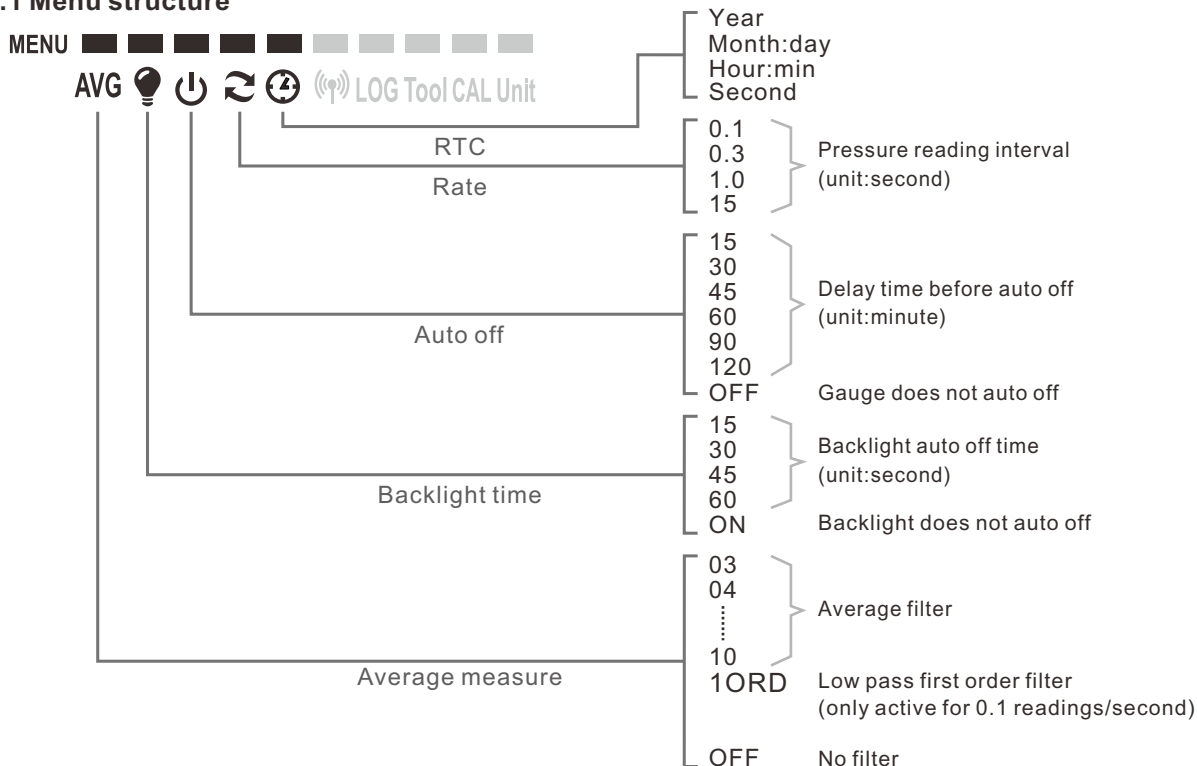 .1 Menu structure
MENU
AVG LOG Tool CAL Unit
RTC
Year
Month:day
Hour:min
Second
Rate
0.1
0.3
1.0
15
Pressure reading interval
(unit:second)
Auto off
15
30
45
60
90
120
Delay time before auto off
(unit:minute)
OFF Gauge does not auto off
Backlight time
15
30
45
60
Backlight auto off time
(unit:second)
ON Backlight does not auto off
Average measure
03
04
10
Average filter
1ORD Low pass first order filter
(only active for 0.1 readings/second)
OFF No filter